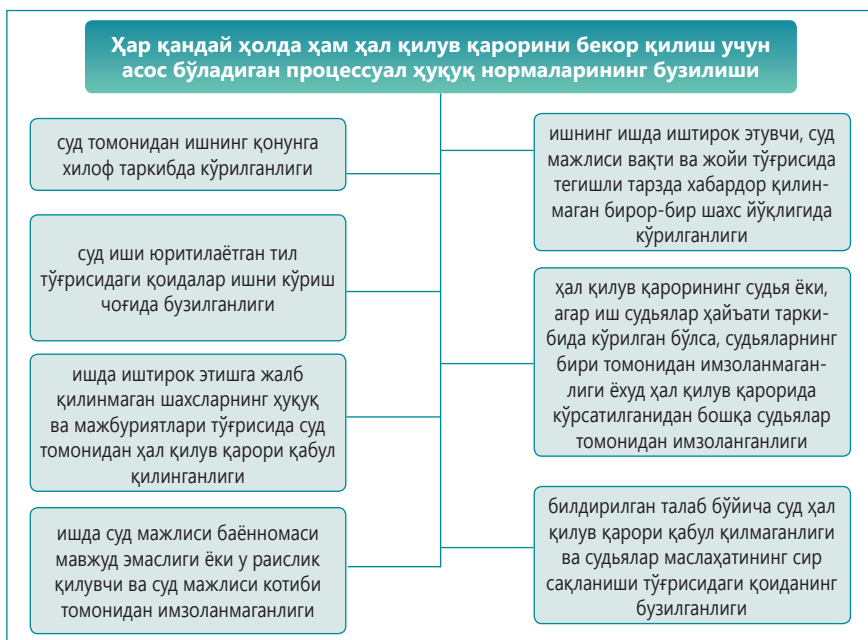 Ҳар қандай ҳолда ҳам ҳал қилув қарорини бекор қилиш учун
асос бўладиган процессуал ҳуқуқ нормаларининг бузилиши
суд томонидан ишнинг қонунга
хилоф таркибда кўрилганлиги
суд иши юритилаётган тил
тўғрисидаги қоидалар ишни кўриш
чоғида бузилганлиги
ишда иштирок этишга жалб
қилинмаган шахсларнинг ҳуқуқ
ва мажбуриятлари тўғрисида суд
томонидан ҳал қилув қарори қабул
қилинганлиги
ишда суд мажлиси баённомаси
мавжуд эмаслиги ёки у раислик
қилувчи ва суд мажлиси котиби
томонидан имзоланмаганлиги
ишнинг ишда иштирок этувчи, суд
мажлиси вақти ва жойи тўғрисида
тегишли тарзда хабардор қилин-
маган бирор-бир шахс йўқлигида
кўрилганлиги
ҳал қилув қарорининг судья ёки,
агар иш судьялар ҳайъати тарки-
бида кўрилган бўлса, судьяларнинг
бири томонидан имзоланмаган-
лиги ёхуд ҳал қилув қарорида
кўрсатилганидан бошқа судьялар
томонидан имзоланганлиги
билдирилган талаб бўйича суд ҳал
қилув қарори қабул қилмаганлиги
ва судьялар маслаҳатининг сир
сақланиши тўғрисидаги қоиданинг
бузилганлиги